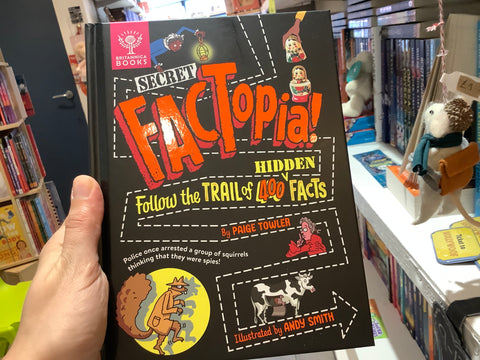 BRITANNICA
BOOKS
SECRET
FACTopia!
Follow the TRAIL of 400 HIDDEN FACTS
By PAIGE TOWLER
Police once arrested a group of squirrels
thinking that they were spies!
Illustrated by ANDY SMITH